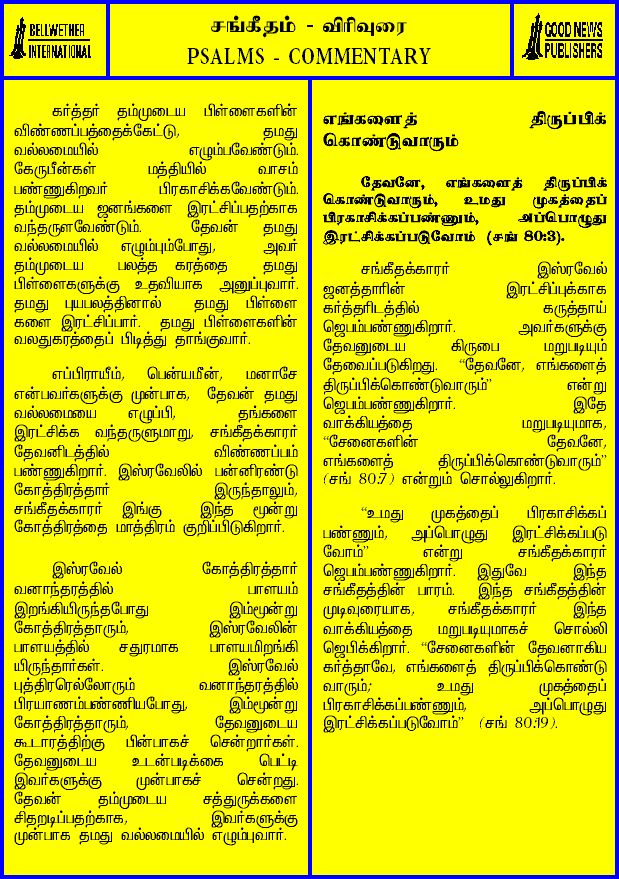 BELLWETHER
INTERNATIONAL
சங்கீதம் - விரிவுரை
PSALMS - COMMENTARY
GOOD NEWS
PUBLISHERS
கர்த்தர் தம்முடைய பிள்ளைகளின்
விண்ணப்பத்தைக்கேட்டு, தமது
வல்லமையில் எழும்பவேண்டும்.
கேருபீன்கள் மத்தியில் வாசம்
பண்ணுகிறவர் பிரகாசிக்கவேண்டும்.
தம்முடைய ஜனங்களை இரட்சிப்பதற்காக
வந்தருளவேண்டும். தேவன் தமது
வல்லமையில் எழும்பும்போது, அவர்
தம்முடைய பலத்த கரத்தை தமது
பிள்ளைகளுக்கு உதவியாக அனுப்புவார்.
தமது புயபலத்தினால் தமது பிள்ளை
களை இரட்சிப்பார். தமது பிள்ளைகளின்
வலதுகரத்தைப் பிடித்து தாங்குவார்.
எப்பிராயீம், பென்யமீன், மனாசே
என்பவர்களுக்கு முன்பாக, தேவன் தமது
வல்லமையை எழுப்பி, தங்களை
இரட்சிக்க வந்தருளுமாறு, சங்கீதக்காரர்
தேவனிடத்தில் விண்ணப்பம்
பண்ணுகிறார். இஸ்ரவேலில் பன்னிரண்டு
கோத்திரத்தார் இருந்தாலும்,
சங்கீதக்காரர் இங்கு இந்த மூன்று
கோத்திரத்தை மாத்திரம் குறிப்பிடுகிறார்.
இஸ்ரவேல் கோத்திரத்தார்
வனாந்தரத்தில் பாளயம்
இறங்கியிருந்தபோது இம்மூன்று
கோத்திரத்தாரும், இஸ்ரவேலின்
பாளயத்தில் சதுரமாக பாளயமிறங்கி
யிருந்தார்கள். இஸ்ரவேல்
புத்திரரெல்லோரும் வனாந்தரத்தில்
பிரயாணம்பண்ணியபோது, இம்மூன்று
கோத்திரத்தாரும், தேவனுடைய
கூடாரத்திற்கு பின்பாகச் சென்றார்கள்.
தேவனுடைய உடன்படிக்கை பெட்டி
இவர்களுக்கு முன்பாகச் சென்றது.
தேவன் தம்முடைய சத்துருக்களை
சிதறடிப்பதற்காக, இவர்களுக்கு
முன்பாக தமது வல்லமையில் எழும்புவார்.
எங்களைத் திருப்பிக்
கொண்டுவாரும்
தேவனே, எங்களைத் திருப்பிக்
கொண்டுவாரும், உமது முகத்தைப்
பிரகாசிக்கப்பண்ணும், அப்பொழுது
இரட்சிக்கப்படுவோம் (சங் 80:3).
சங்கீதக்காரர் இஸ்ரவேல்
ஜனத்தாரின் இரட்சிப்புக்காக
கர்த்தரிடத்தில் கருத்தாய்
ஜெபம்பண்ணுகிறார். அவர்களுக்கு
தேவனுடைய கிருபை மறுபடியும்
தேவைப்படுகிறது. “தேவனே, எங்களைத்
திருப்பிக்கொண்டுவாரும்” என்று
ஜெபம்பண்ணுகிறார். இதே
வாக்கியத்தை மறுபடியுமாக,
“சேனைகளின் தேவனே,
எங்களைத் திருப்பிக்கொண்டுவாரும்”
(சங் 80:7) என்றும் சொல்லுகிறார்.
“உமது முகத்தைப் பிரகாசிக்கப்
பண்ணும், அப்பொழுது இரட்சிக்கப்படு
வோம்” என்று சங்கீதக்காரர்
ஜெபம்பண்ணுகிறார். இதுவே இந்த
சங்கீதத்தின் பாரம். இந்த சங்கீதத்தின்
முடிவுரையாக, சங்கீதக்காரர் இந்த
வாக்கியத்தை மறுபடியுமாகச் சொல்லி
ஜெபிக்கிறார். “சேனைகளின் தேவனாகிய
கர்த்தாவே, எங்களைத் திருப்பிக்கொண்டு
வாரும்; உமது முகத்தைப்
பிரகாசிக்கப்பண்ணும், அப்பொழுது
இரட்சிக்கப்படுவோம்” (சங் 80:19).